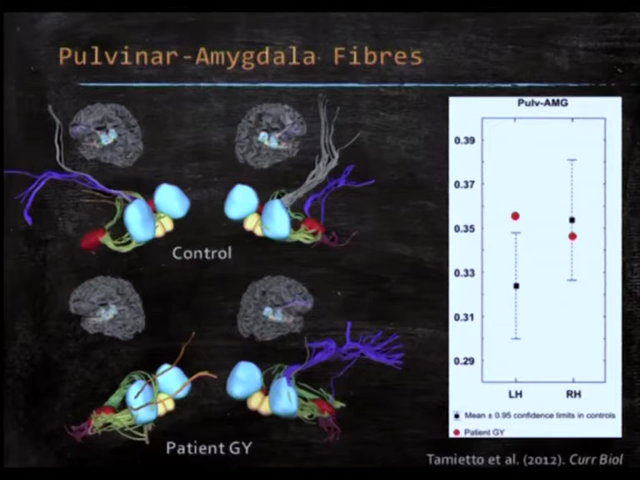 Pulvinar-Amygdala Fibres
Pulv-AMG
0.39
0.37
0.35
0.33
0.31
0.29
LH RH
Mean ± 0.95 confidence limits in controls
Patient GY
Control
Patient GY
Tamietto et al. (2012). Curr Biol